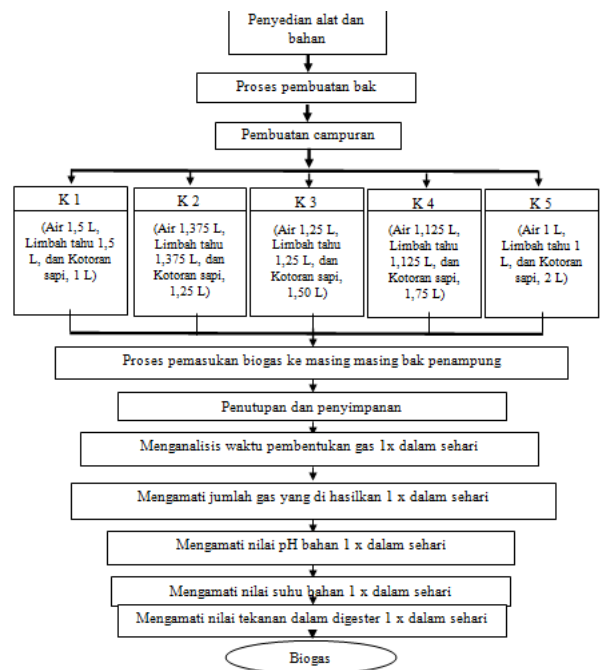 Penyedian alat dan
bahan
Proses pembuatan bak
Pembuatan campuran
K 1
(Air 1,5 L,
Limbah tahu 1,5
L, dan Kotoran
sapi, 1 L)
K 2
(Air 1,375 L,
Limbah tahu
1,375 L, dan
Kotoran sapi,
1,25 L)
K 3
(Air 1,25 L,
Limbah tahu
1,25 L, dan
Kotoran sapi,
1,50 L)
K 4
(Air 1,125 L,
Limbah tahu
1,125 L, dan
Kotoran sapi,
1,75 L)
K 5
(Air 1 L,
Limbah tahu 1
L, dan Kotoran
sapi, 2 L)
Proses pemasukan biogas ke masing masing bak penampung
Penutupan dan penyimpanan
Menganalisis waktu pembentukan gas 1x dalam sehari
Mengamati jumlah gas yang di hasilkan 1 x dalam sehari
Mengamati nilai pH bahan 1 x dalam sehari
Mengamati nilai suhu bahan 1 x dalam sehari
Mengamati nilai tekanan dalam digester 1 x dalam sehari
Biogas